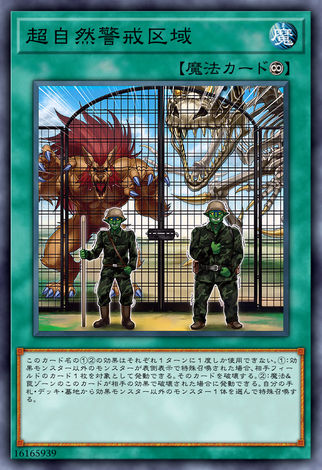 超自然警戒区域
魔
【魔法カード♾】
このカード名の①②の効果はそれぞれ1ターンに1度しか使用できない。①:効
果モンスター以外のモンスターが表側表示で特殊召喚された場合、相手フィー
ルドのカード1枚を対象として発動できる。そのカードを破壊する。②:魔法&
罠ゾーンのこのカードが相手の効果で破壊された場合に発動できる。自分の手
札・デッキ・墓地から効果モンスター以外のモンスター1体を選んで特殊召喚す
る。
16165939